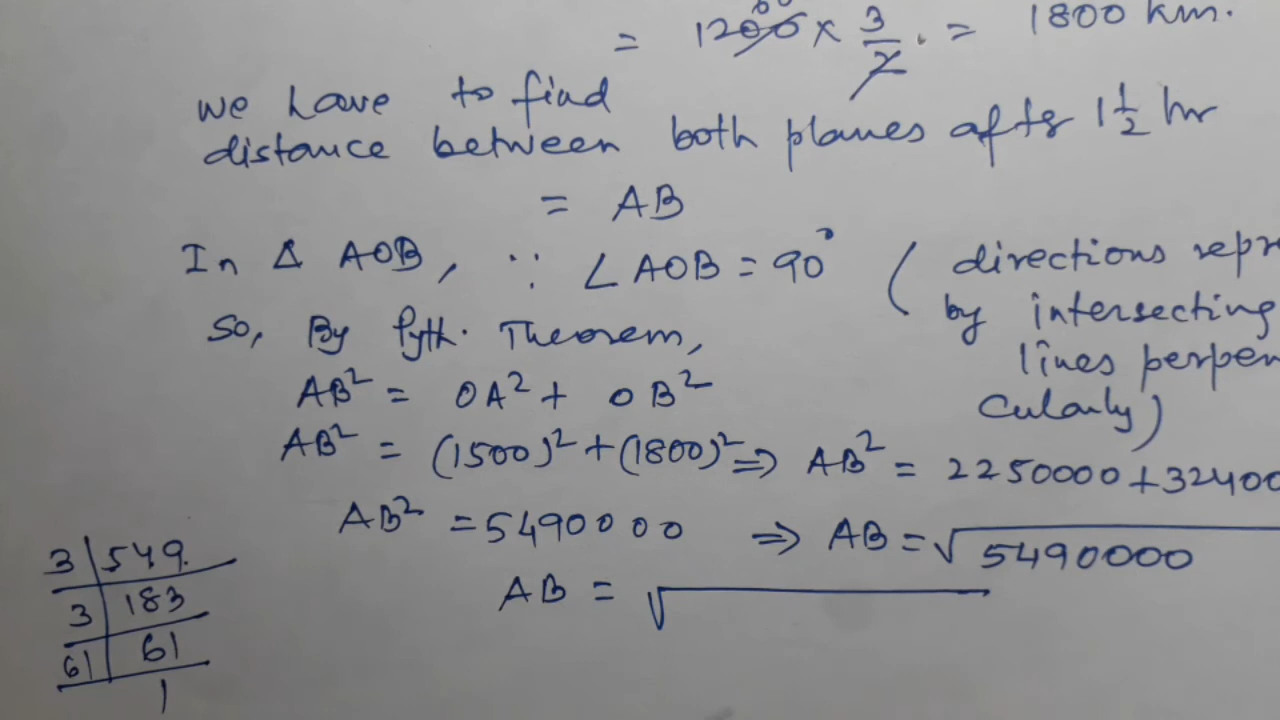 = 1200 × 3/2 = 1800 km.
we have to find
distance between both planes after 1 1/2 hr
= AB
In Δ AOB, ∵ ∠AOB = 90° ( directions repr
So, By Pyth. Theorem, by intersecting
lines perpen
cularly)
AB² = OA² + OB²
AB² = (1500)² + (1800)² ⇒ AB² = 2250000 + 32400
AB² = 5490000 ⇒ AB = √5490000
AB = √
3 | 549
3 | 183
61 | 61
1